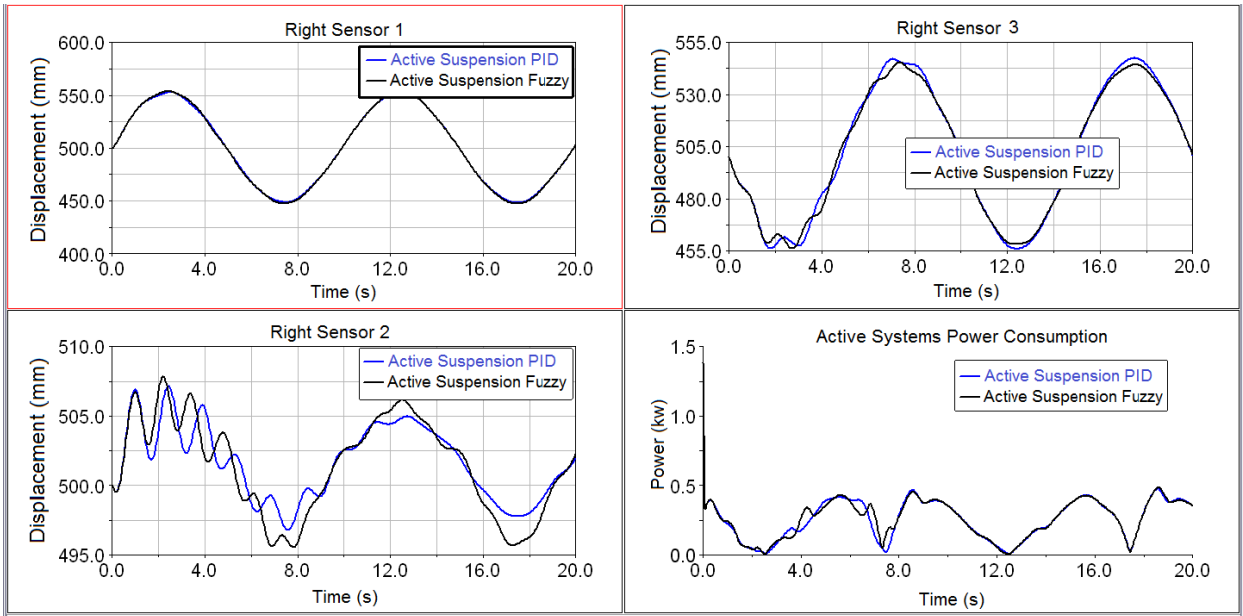 Right Sensor 1
Displacement (mm)
600.0
550.0
500.0
450.0
400.0
0.0 4.0 8.0 12.0 16.0 20.0
Time (s)
Active Suspension PID
Active Suspension Fuzzy
Right Sensor 3
Displacement (mm)
555.0
530.0
505.0
480.0
455.0
0.0 4.0 8.0 12.0 16.0 20.0
Time (s)
Active Suspension PID
Active Suspension Fuzzy
Right Sensor 2
Displacement (mm)
510.0
505.0
500.0
495.0
0.0 4.0 8.0 12.0 16.0 20.0
Time (s)
Active Suspension PID
Active Suspension Fuzzy
Active Systems Power Consumption
Power (kw)
1.5
1.0
0.5
0.0
0.0 4.0 8.0 12.0 16.0 20.0
Time (s)
Active Suspension PID
Active Suspension Fuzzy